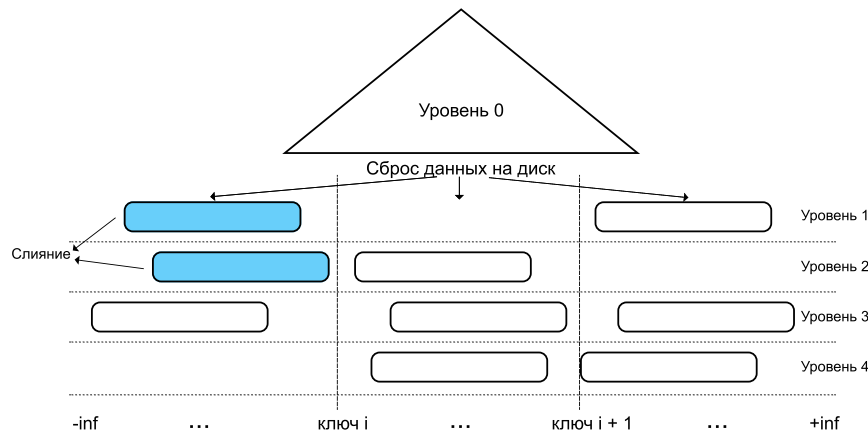 Уровень 0
Сброс данных на диск
Уровень 1
Слияние
Уровень 2
Уровень 3
Уровень 4
-inf ... ключ i ... ключ i + 1 ... +inf